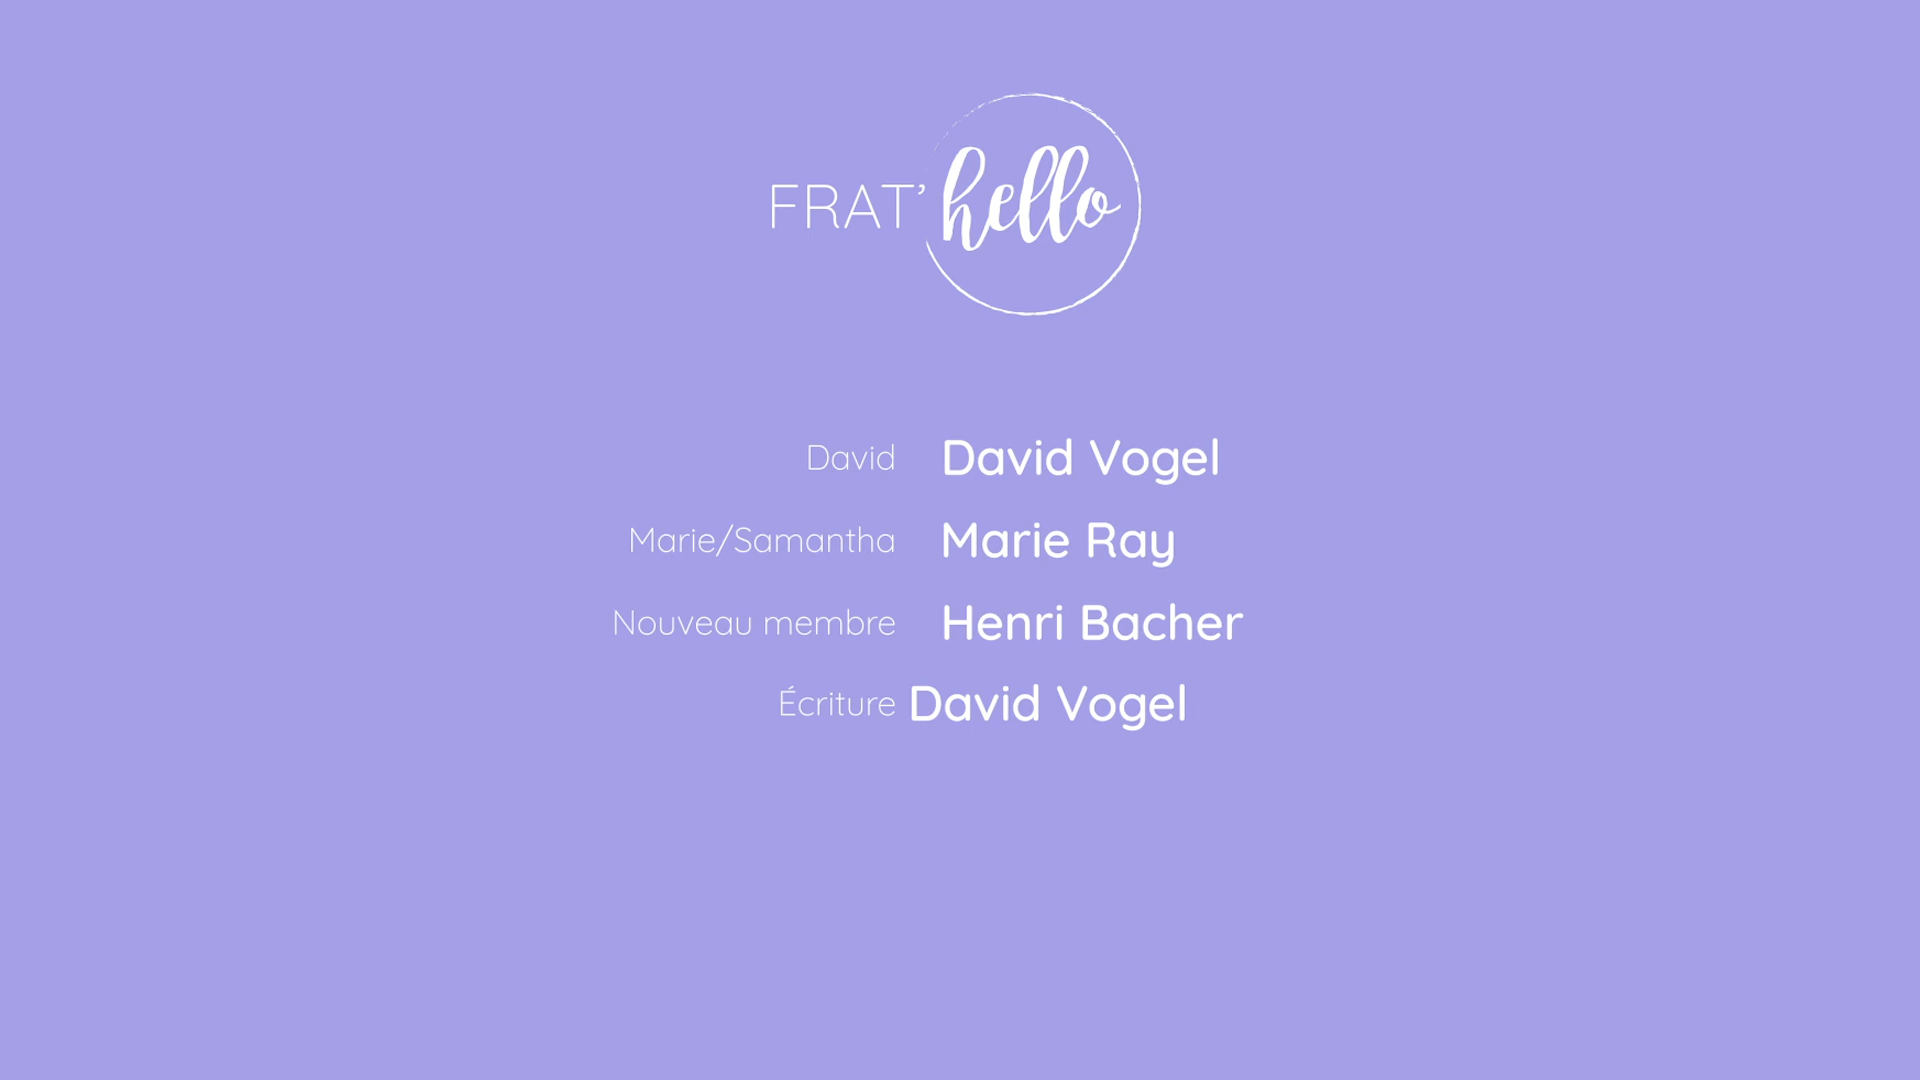 FRAT' hello
David David Vogel
Marie/Samantha Marie Ray
Nouveau membre Henri Bacher
Écriture David Vogel